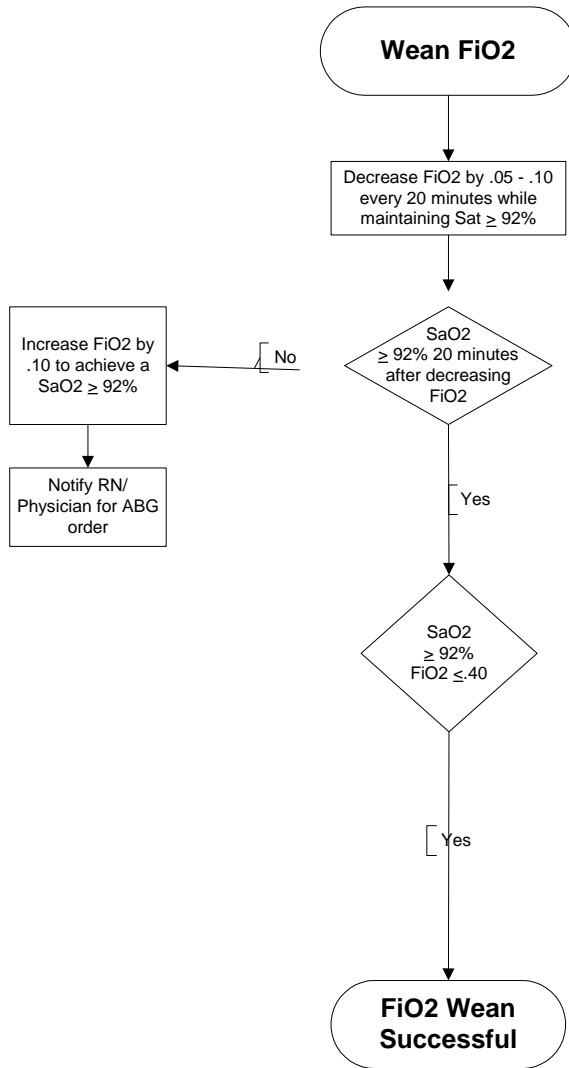 Wean FiO2
Decrease FiO2 by .05 - .10
every 20 minutes while
maintaining Sat ≥ 92%
SaO2
≥ 92% 20 minutes
after decreasing
FiO2
No
Increase FiO2 by
.10 to achieve a
SaO2 ≥ 92%
Notify RN/
Physician for ABG
order
Yes
SaO2
≥ 92%
FiO2 ≤.40
Yes
FiO2 Wean
Successful